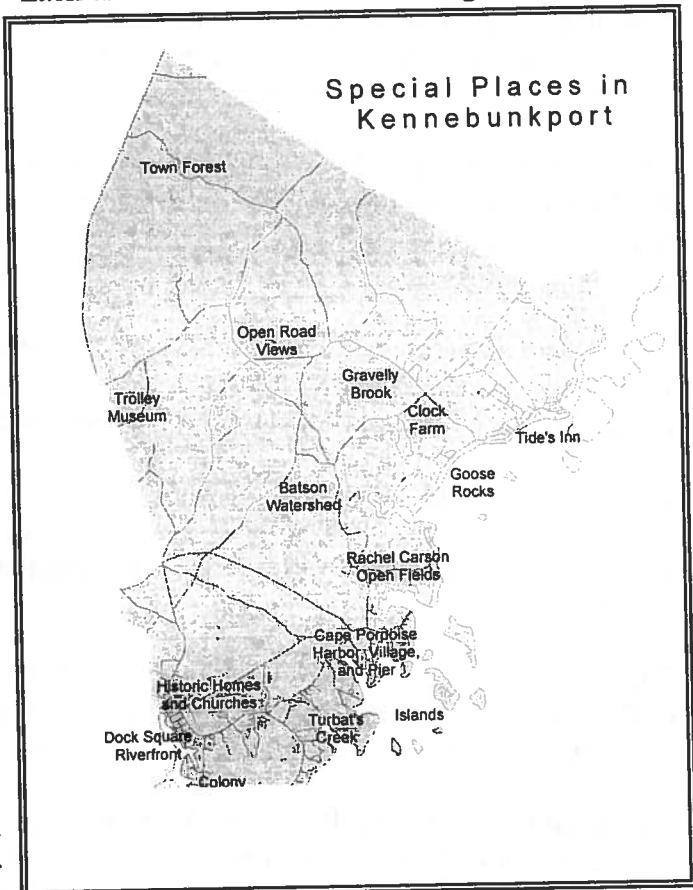 Special Places in
Kennebunkport
Town Forest
Open Road
Views
Gravelly
Brook
Trolley
Museum
Clock
Farm
Tide's Inn
Goose
Rocks
Batson
Watershed
Rachel Carson
Open Fields
Cape Porpoise
Harbor, Village,
and Pier
Historic Homes
and Churches
Turbat's
Creek
Islands
Dock Square
Riverfront
Colony